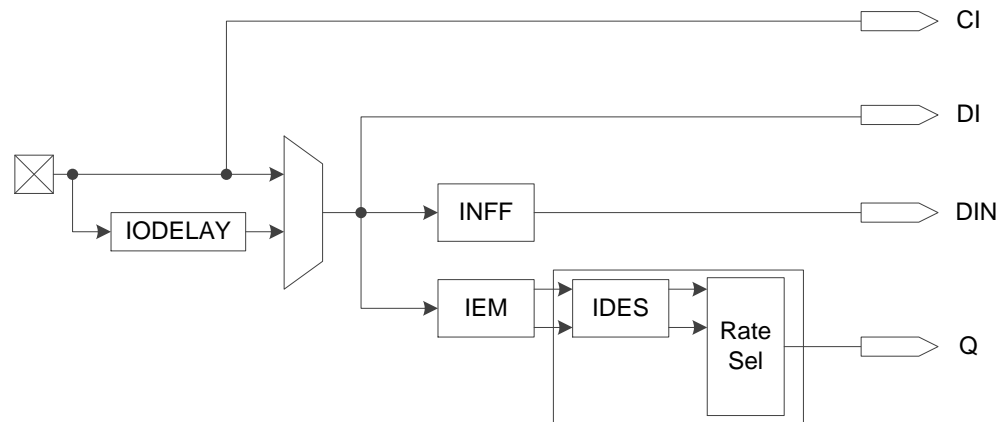 CI
DI
INFF
DIN
IODELAY
IEM
IDES
Rate
Sel
Q